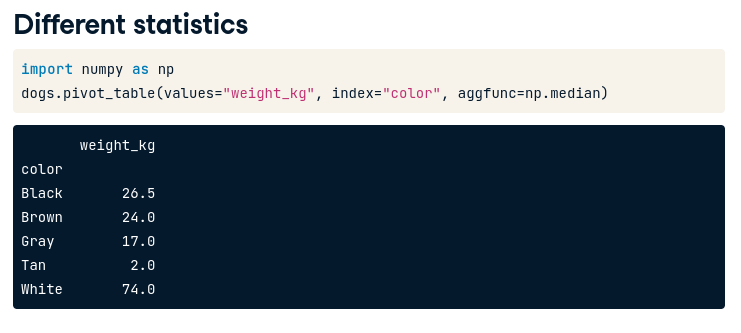 Different statistics
import numpy as np
dogs.pivot_table(values="weight_kg", index="color", aggfunc=np.median)
       weight_kg
color
Black       26.5
Brown       24.0
Gray        17.0
Tan          2.0
White       74.0